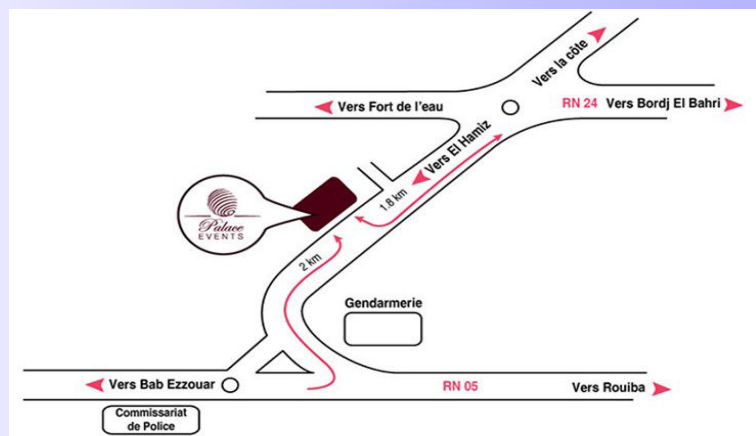 Vers la côte
Vers Fort de l'eau
RN 24 Vers Bordj El Bahri
Vers El Hamiz
1.8 km
Palace
EVENTS
2 km
Gendarmerie
Vers Bab Ezzouar
RN 05
Vers Rouiba
Commissariat
de Police